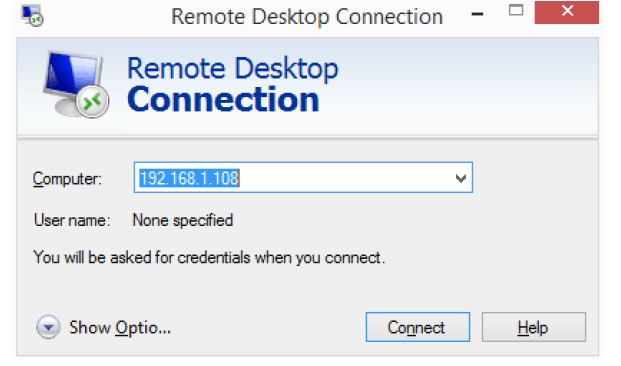 Remote Desktop Connection
Remote Desktop
Connection
Computer: 192.168.1.108
User name: None specified
You will be asked for credentials when you connect.
Show Optio... Connect Help